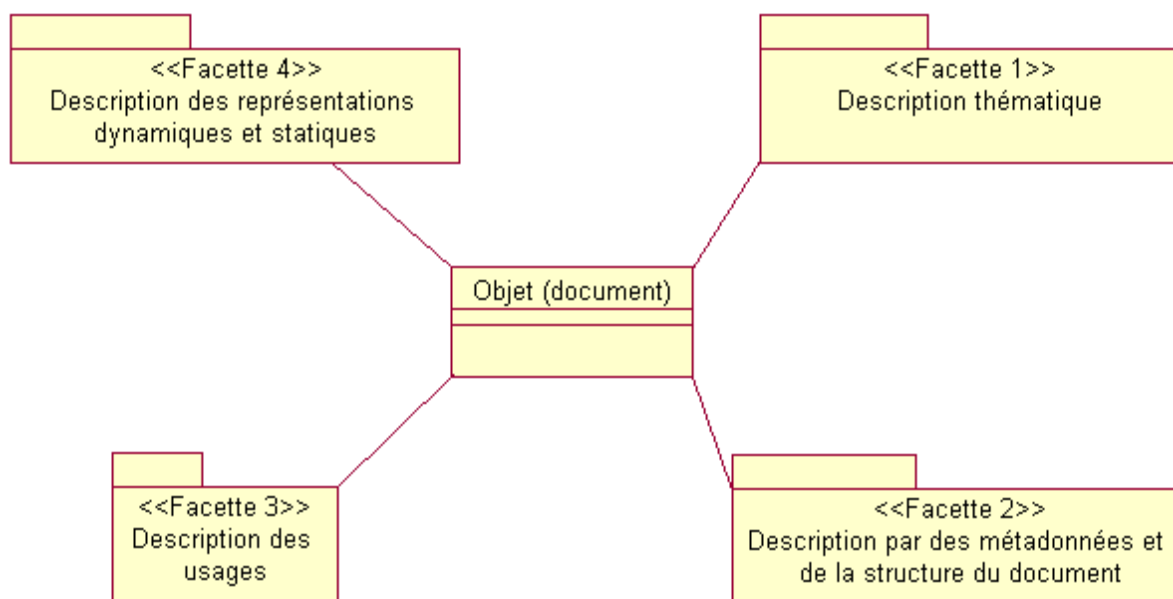 <<Facette 4>>
Description des représentations
dynamiques et statiques
<<Facette 1>>
Description thématique
Objet (document)
<<Facette 3>>
Description des
usages
<<Facette 2>>
Description par des métadonnées et
de la structure du document